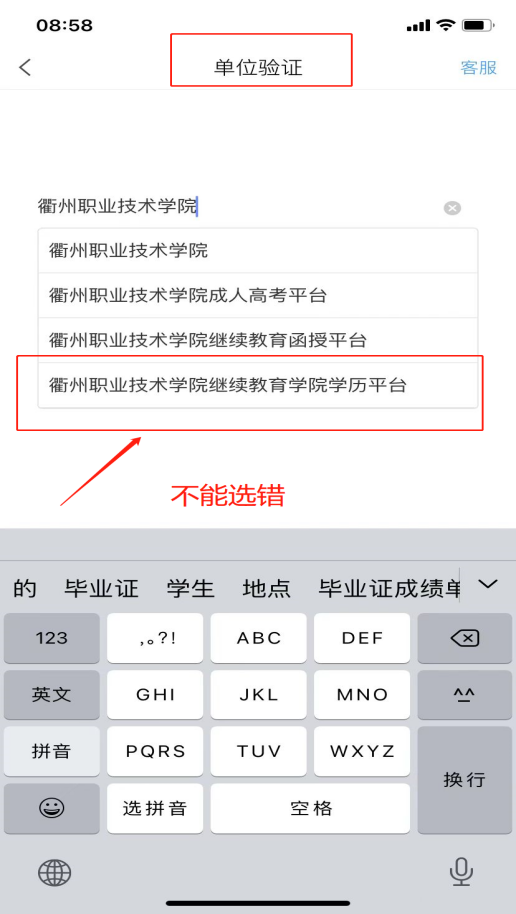 08:58
单位验证
客服
衢州职业技术学院
衢州职业技术学院
衢州职业技术学院成人高考平台
衢州职业技术学院继续教育函授平台
衢州职业技术学院继续教育学院学历平台
不能选错
的 毕业证 学生 地点 毕业证成绩单
123 ,。?! ABC DEF
英文 GHI JKL MNO ^^
拼音 PQRS TUV WXYZ 换行
选拼音 空格